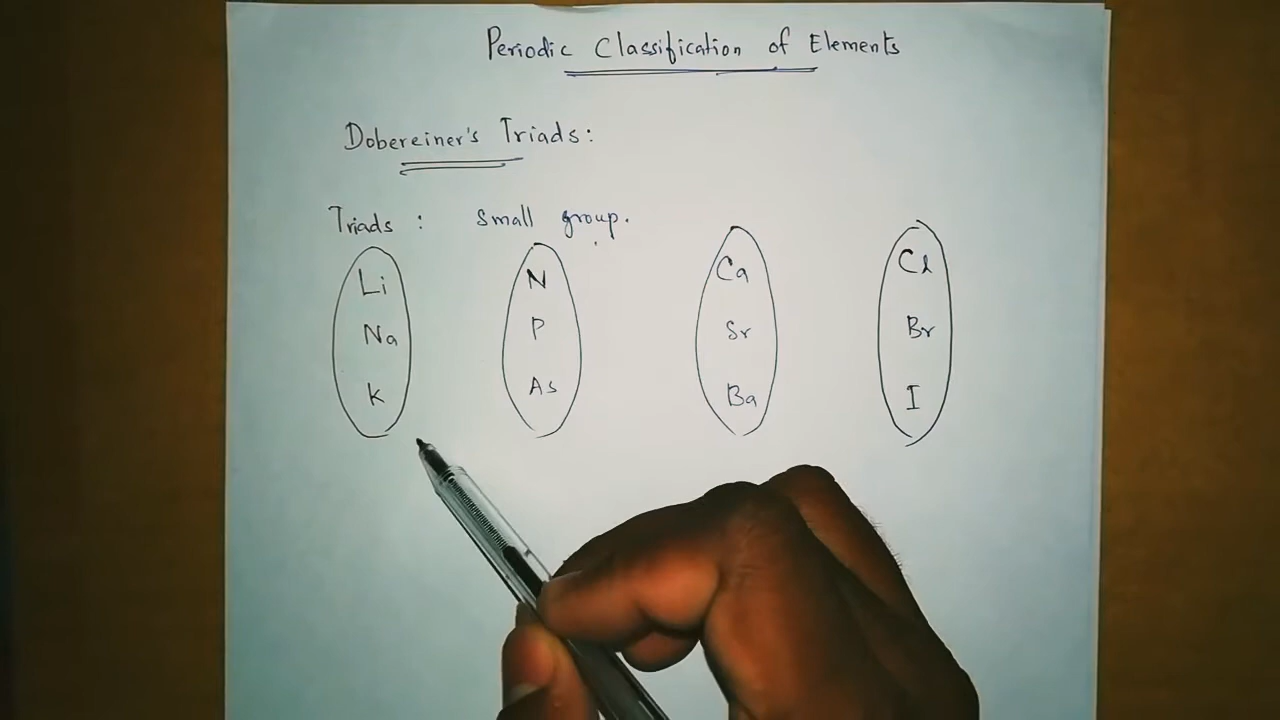 Periodic Classification of Elements
Dobereiner's Triads:
Triads : Small group.
Li N Ca Cl
Na P Sr Br
K As Ba I